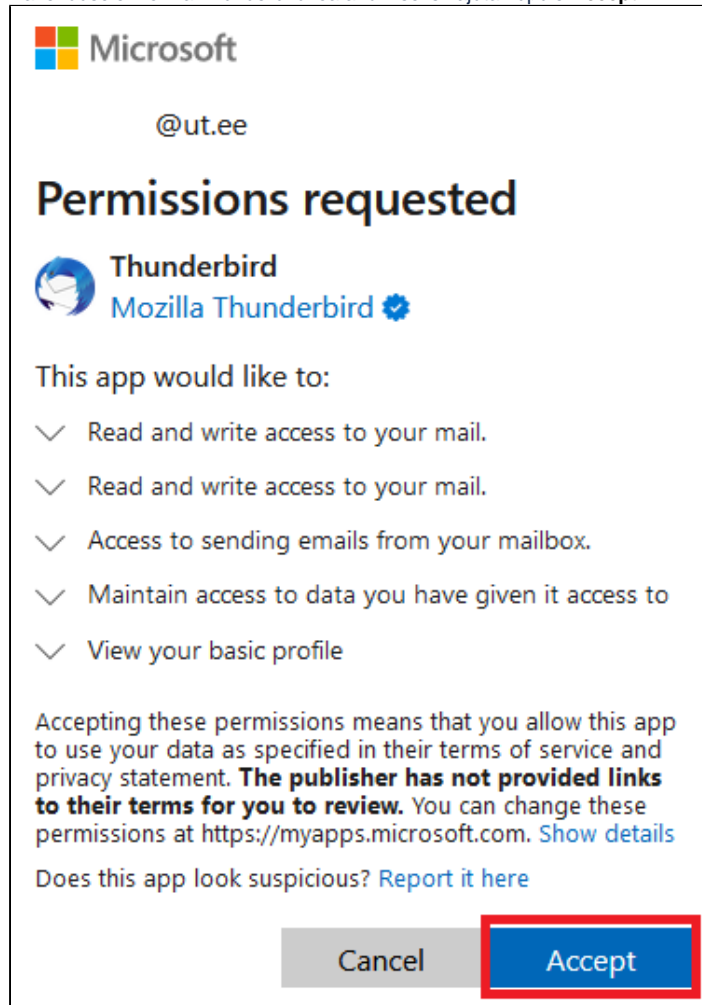 Microsoft
@ut.ee
Permissions requested
Thunderbird
Mozilla Thunderbird
This app would like to:
Read and write access to your mail.
Read and write access to your mail.
Access to sending emails from your mailbox.
Maintain access to data you have given it access to
View your basic profile
Accepting these permissions means that you allow this app
to use your data as specified in their terms of service and
privacy statement. The publisher has not provided links
to their terms for you to review. You can change these
permissions at https://myapps.microsoft.com. Show details
Does this app look suspicious? Report it here
Cancel Accept